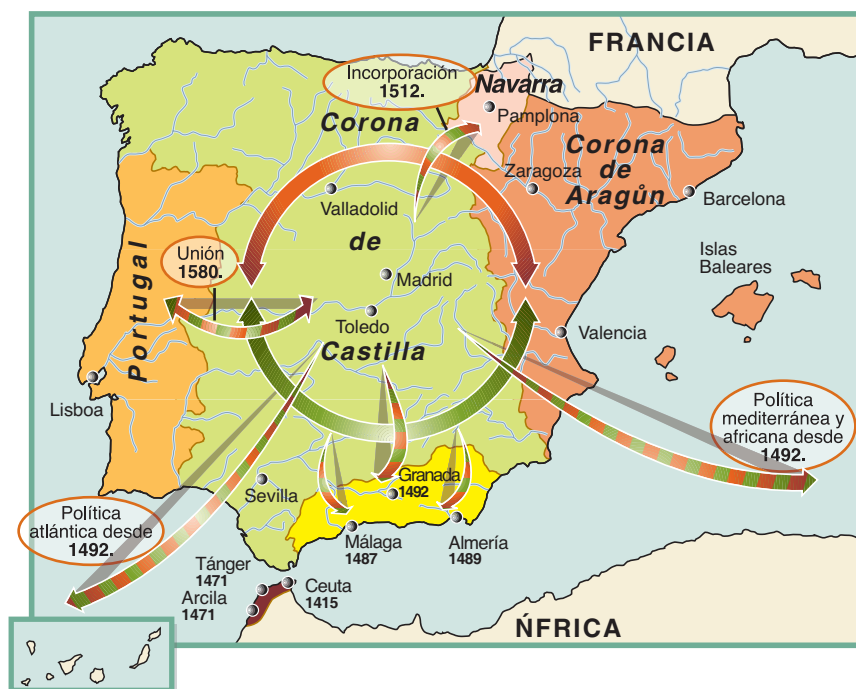 FRANCIA
Incorporación
1512.
Navarra
Pamplona
Corona
Corona
de
Aragůn
Zaragoza
Barcelona
Valladolid
de
Islas
Baleares
Unión
1580.
Madrid
Toledo
Valencia
Portugal
Castilla
Lisboa
Política
mediterránea y
africana desde
1492.
Granada
1492
Sevilla
Política
atlántica desde
1492.
Málaga
1487
Almería
1489
Tánger
1471
Ceuta
1415
Arcila
1471
ŃFRICA